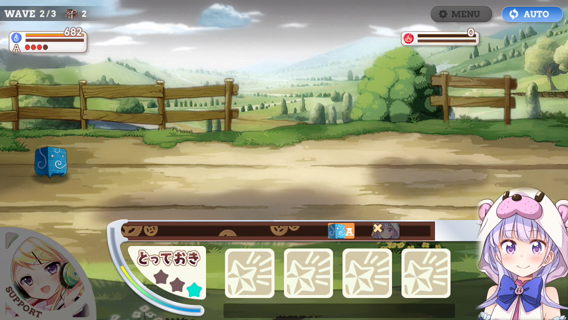 WAVE 2/3 2
MENU
AUTO
682
A
0
A
とっておき
SUPPORT